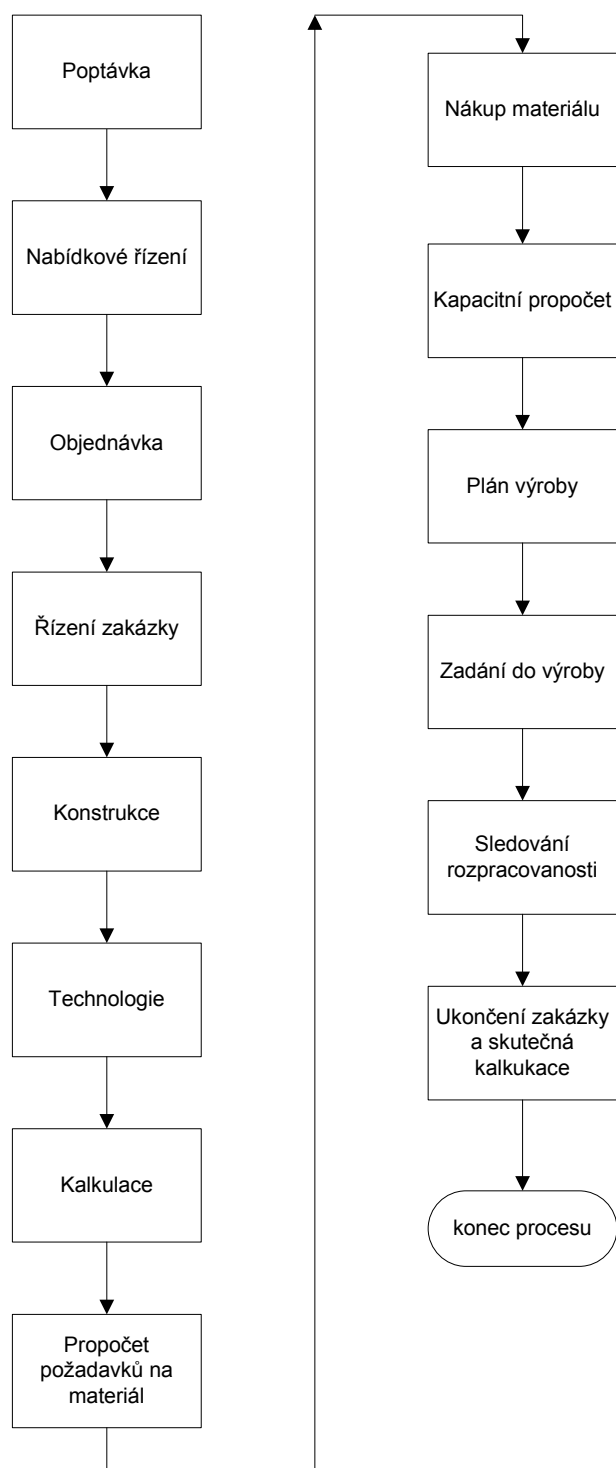 Poptávka
Nabídkové řízení
Objednávka
Řízení zakázky
Konstrukce
Technologie
Kalkulace
Propočet
požadavků na
materiál
Nákup materiálu
Kapacitní propočet
Plán výroby
Zadání do výroby
Sledování
rozpracovanosti
Ukončení zakázky
a skutečná
kalkukace
konec procesu